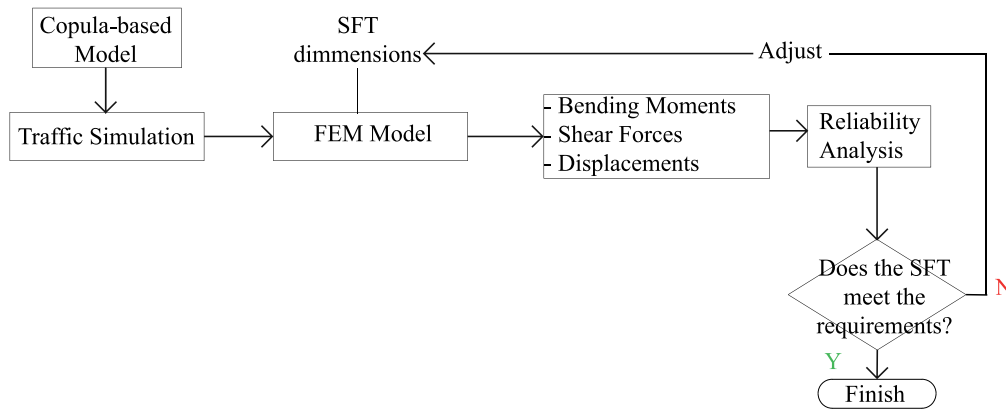 Copula-based
Model
SFT
dimmensions
Adjust
Traffic Simulation
FEM Model
- Bending Moments
- Shear Forces
- Displacements
Reliability
Analysis
Does the SFT
meet the
requirements?
N
Y
Finish